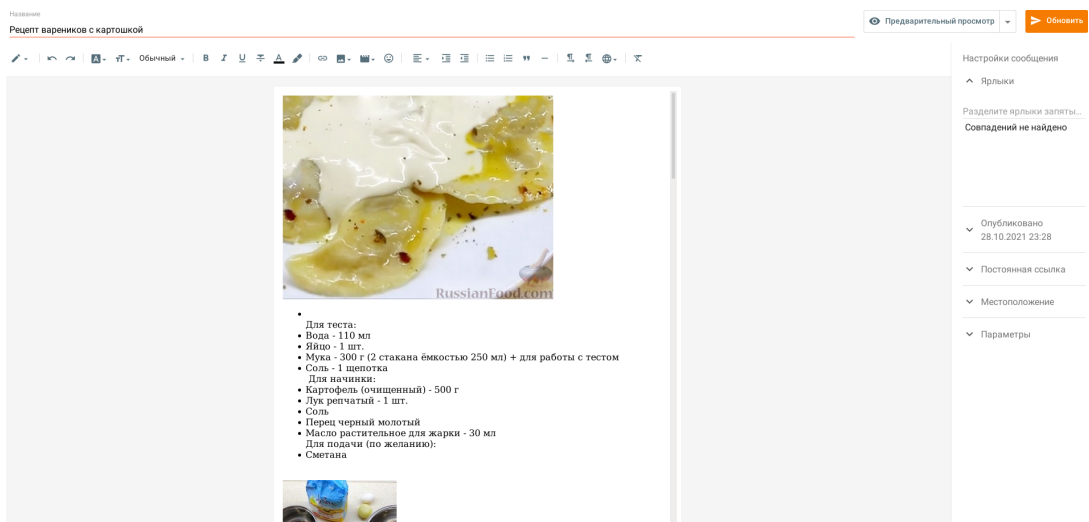 Название
Рецепт вареников с картошкой
Предварительный просмотр
Обновить
Обычный
Настройки сообщения
Ярлыки
Разделите ярлыки запяты...
Совпадений не найдено
Опубликовано
28.10.2021 23:28
Постоянная ссылка
Местоположение
Параметры
RussianFood.com
Для теста:
Вода - 110 мл
Яйцо - 1 шт.
Мука - 300 г (2 стакана ёмкостью 250 мл) + для работы с тестом
Соль - 1 щепотка
Для начинки:
Картофель (очищенный) - 500 г
Лук репчатый - 1 шт.
Соль
Перец черный молотый
Масло растительное для жарки - 30 мл
Для подачи (по желанию):
Сметана